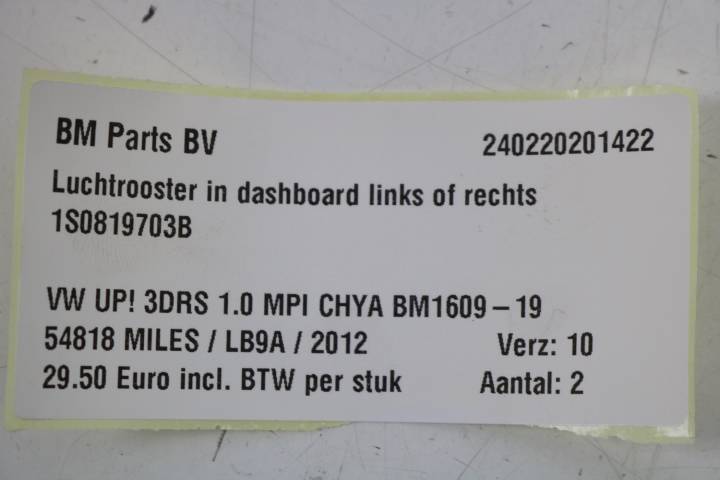 BM Parts BV 240220201422
Luchtrooster in dashboard links of rechts
1S0819703B
VW UP! 3DRS 1.0 MPI CHYA BM1609-19
54818 MILES / LB9A / 2012 Verz: 10
29.50 Euro incl. BTW per stuk Aantal: 2